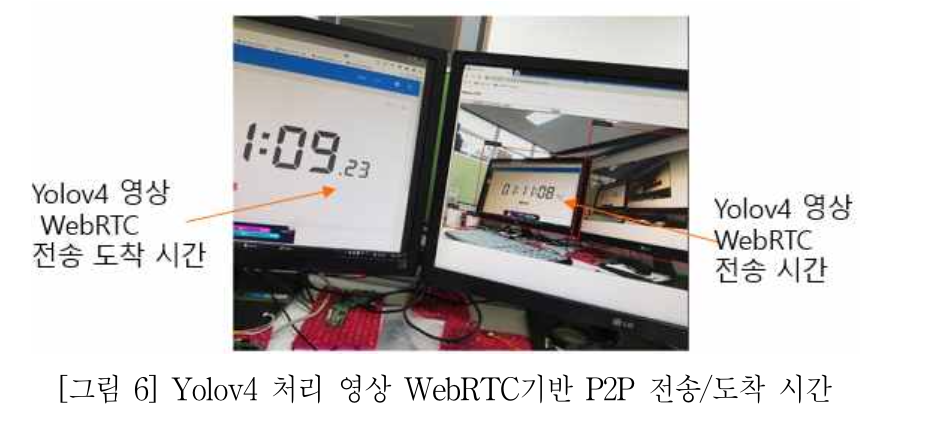 1:09.23
01:11:08
Yolov4 영상
WebRTC
전송 도착 시간
Yolov4 영상
WebRTC
전송 시간
LG
[그림 6] Yolov4 처리 영상 WebRTC기반 P2P 전송/도착 시간